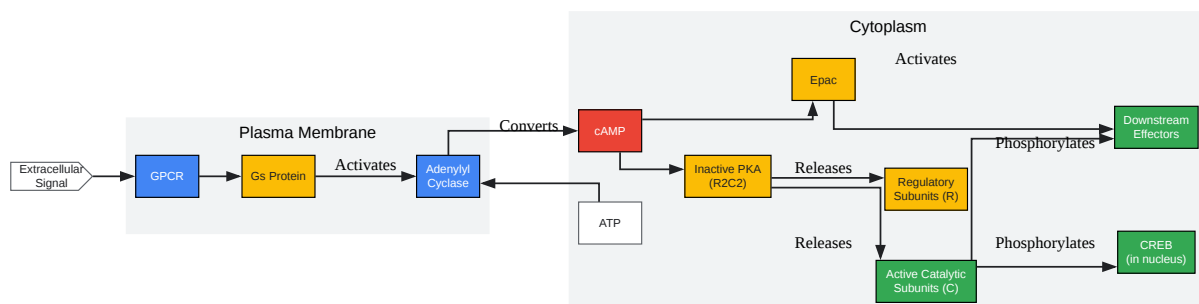 Cytoplasm
Activates
Epac
Downstream
Effectors
Plasma Membrane
Converts
cAMP
Phosphorylates
Extracellular
Signal
GPCR
Gs Protein
Activates
Adenylyl
Cyclase
Inactive PKA
(R2C2)
Releases
Regulatory
Subunits (R)
ATP
Releases
Phosphorylates
CREB
(in nucleus)
Active Catalytic
Subunits (C)